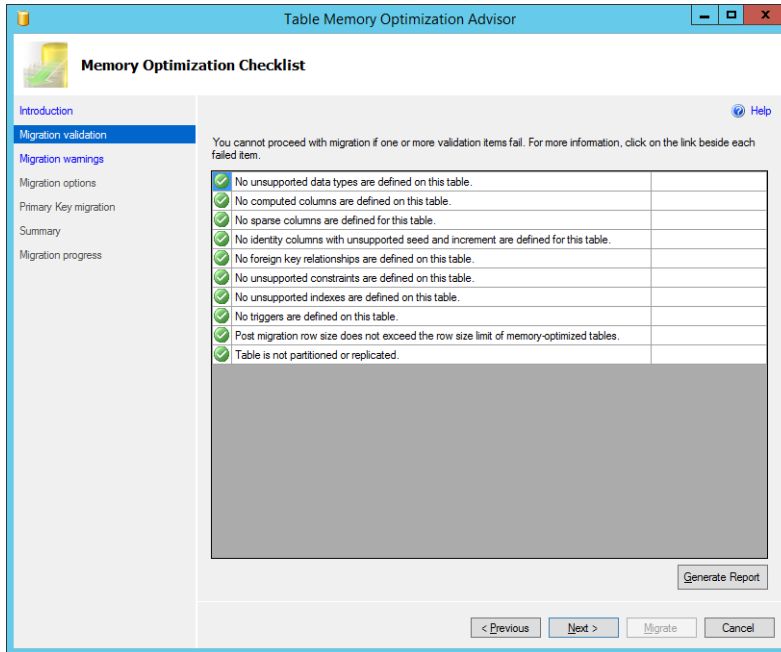 Table Memory Optimization Advisor
Memory Optimization Checklist
Introduction
Migration validation
Migration warnings
Migration options
Primary Key migration
Summary
Migration progress
Help
You cannot proceed with migration if one or more validation items fail. For more information, click on the link beside each
failed item.
No unsupported data types are defined on this table.
No computed columns are defined on this table.
No sparse columns are defined for this table.
No identity columns with unsupported seed and increment are defined for this table.
No foreign key relationships are defined on this table.
No unsupported constraints are defined on this table.
No unsupported indexes are defined on this table.
No triggers are defined on this table.
Post migration row size does not exceed the row size limit of memory-optimized tables.
Table is not partitioned or replicated.
Generate Report
< Previous
Next >
Migrate
Cancel